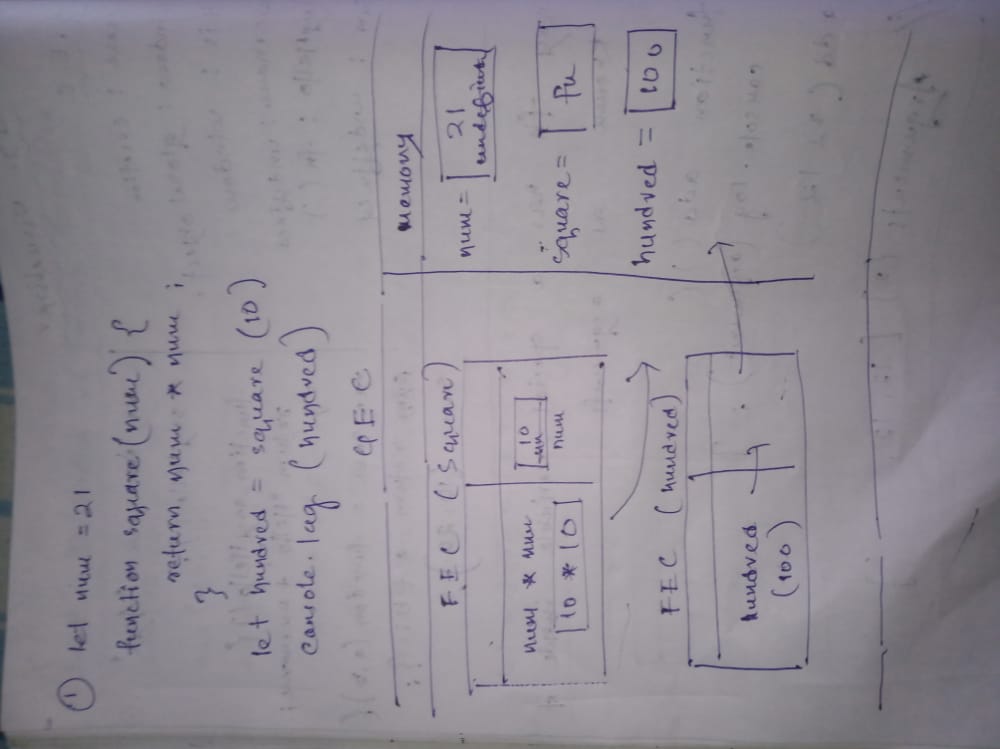 ① let num = 21
function square (num) {
return num * num ;
}
let hundred = square (10)
console.log (hundred)
GEC
memory
FEC (square)
num * num
10 * 10
10
un
num
num =
21
undefined
square =
fu
hundred =
100
FEC (hundred)
hundred
(100)